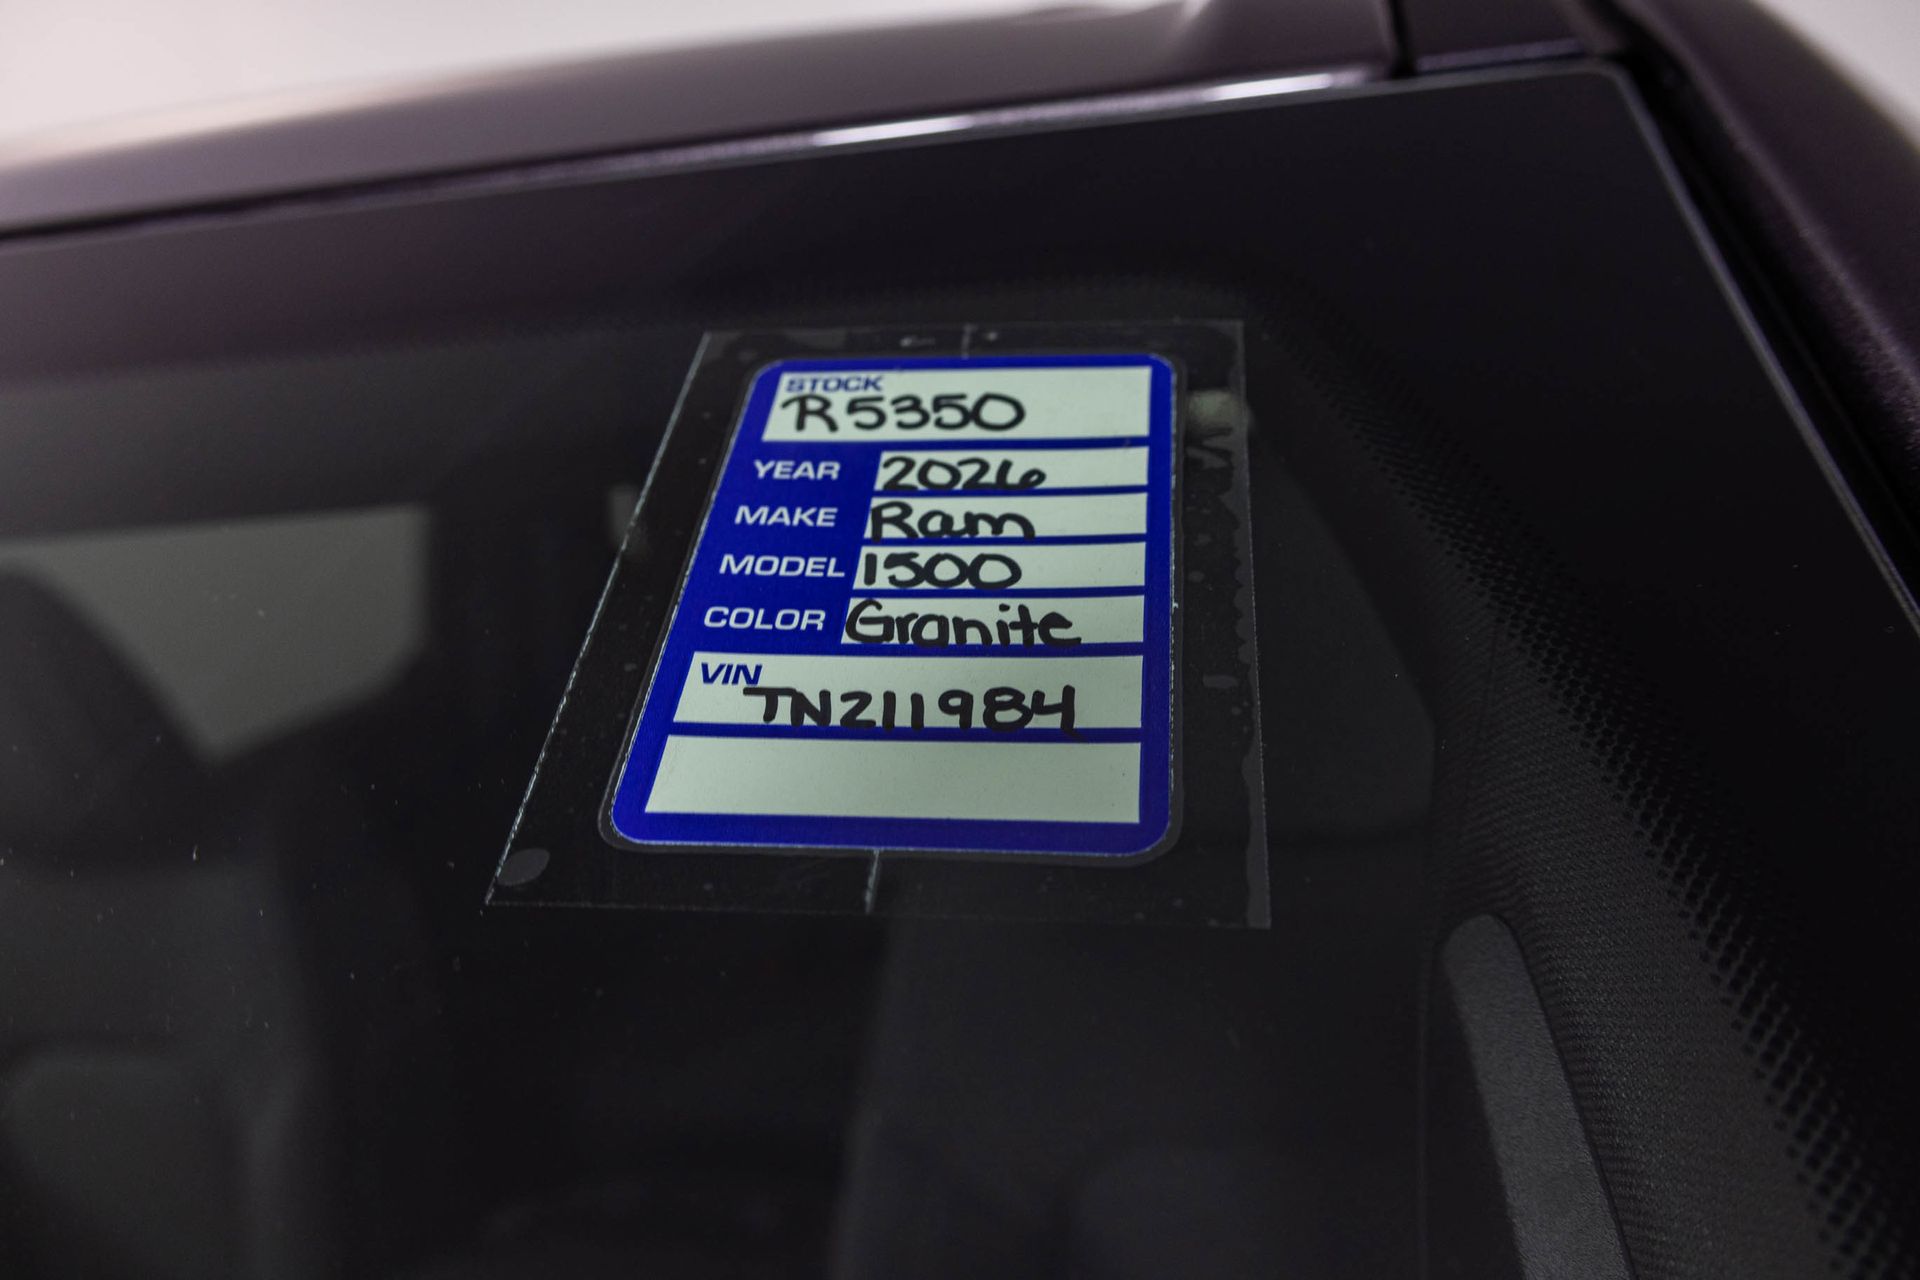 STOCK
R5350
YEAR 2026
MAKE Ram
MODEL 1500
COLOR Granite
VIN
TN211984